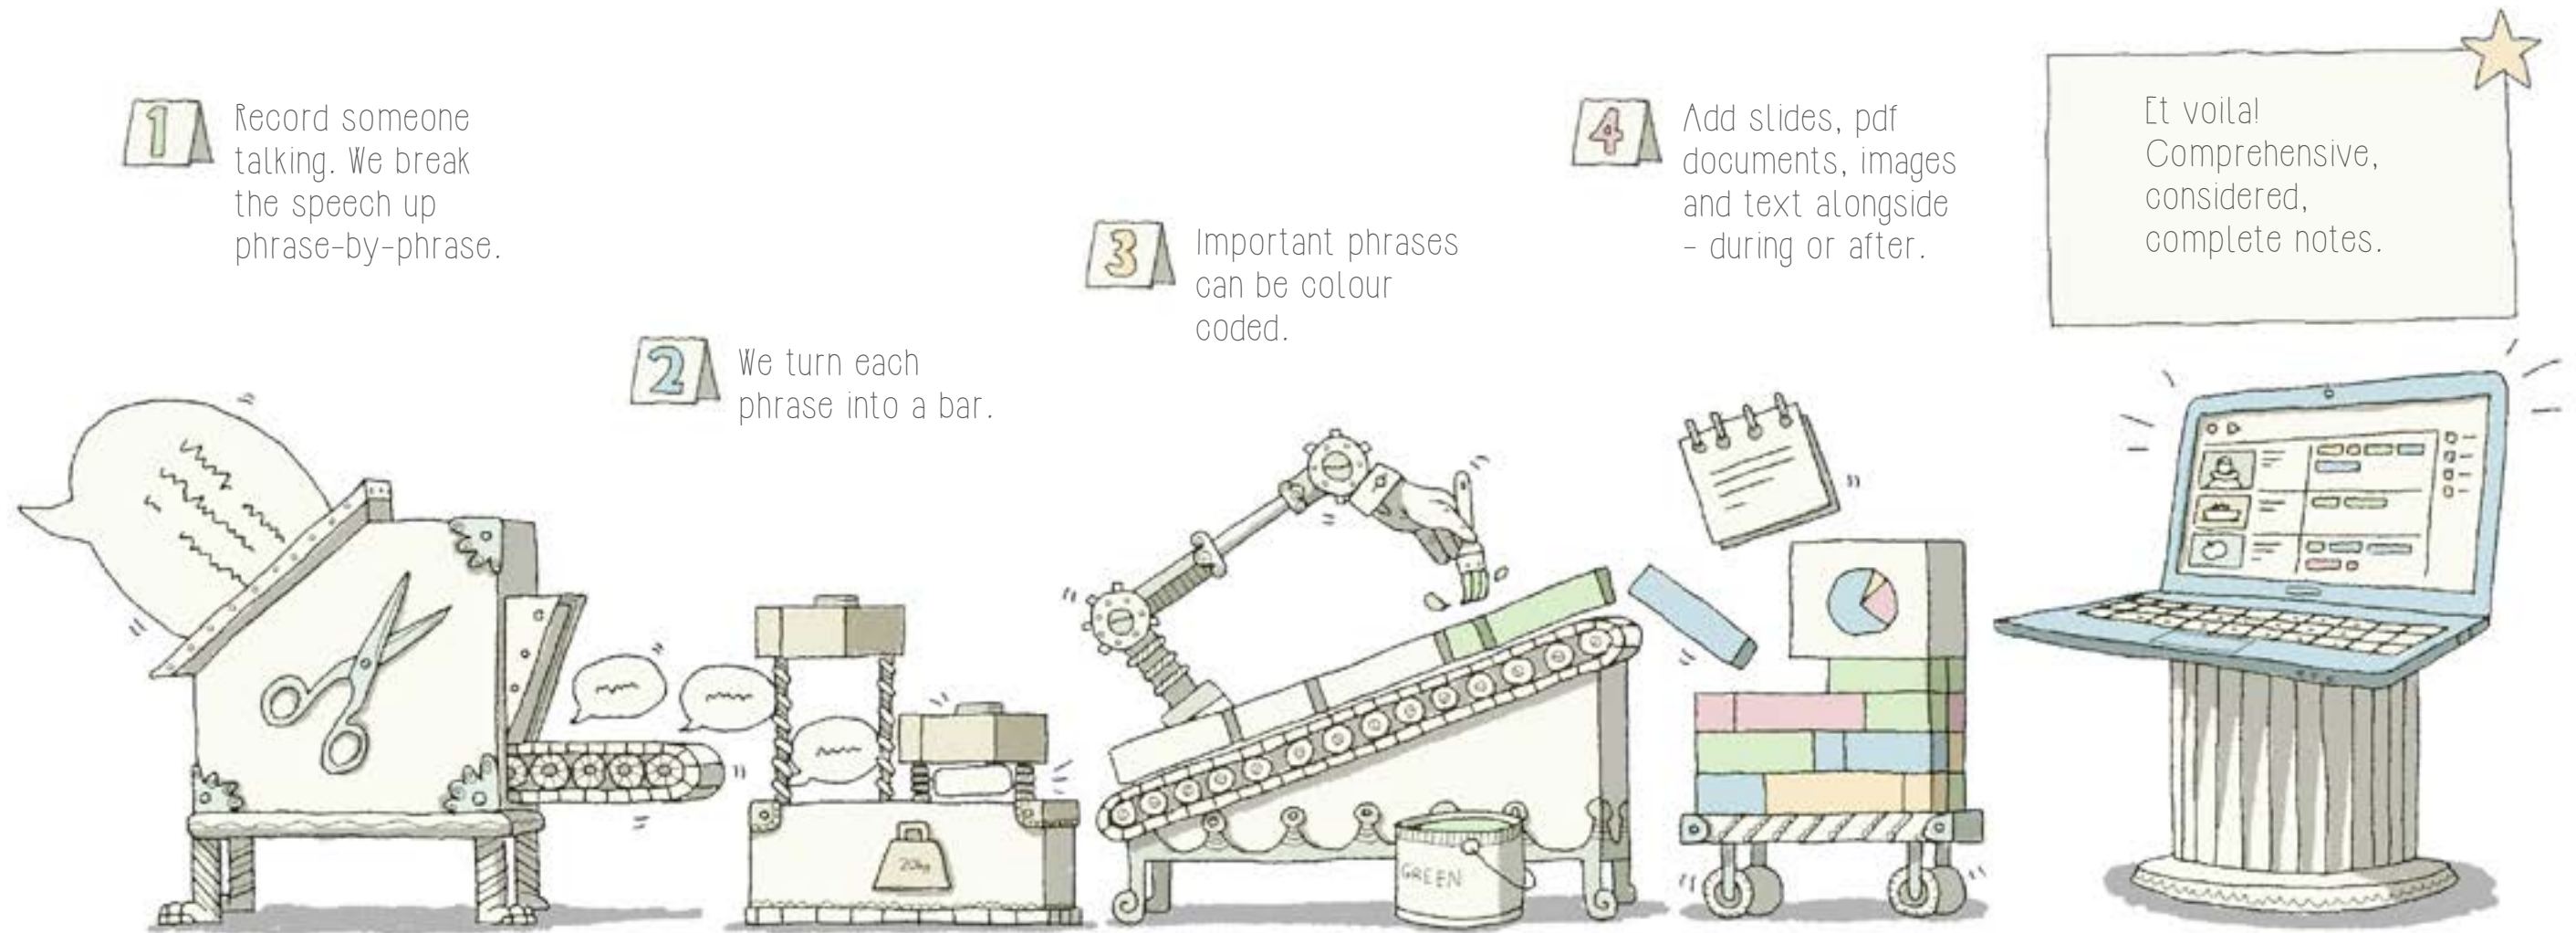 1
Record someone
talking. We break
the speech up
phrase-by-phrase.
2
We turn each
phrase into a bar.
3
Important phrases
can be colour
coded.
4
Add slides, pdf
documents, images
and text alongside
- during or after.
Et voila!
Comprehensive,
considered,
complete notes.
20kg
GREEN